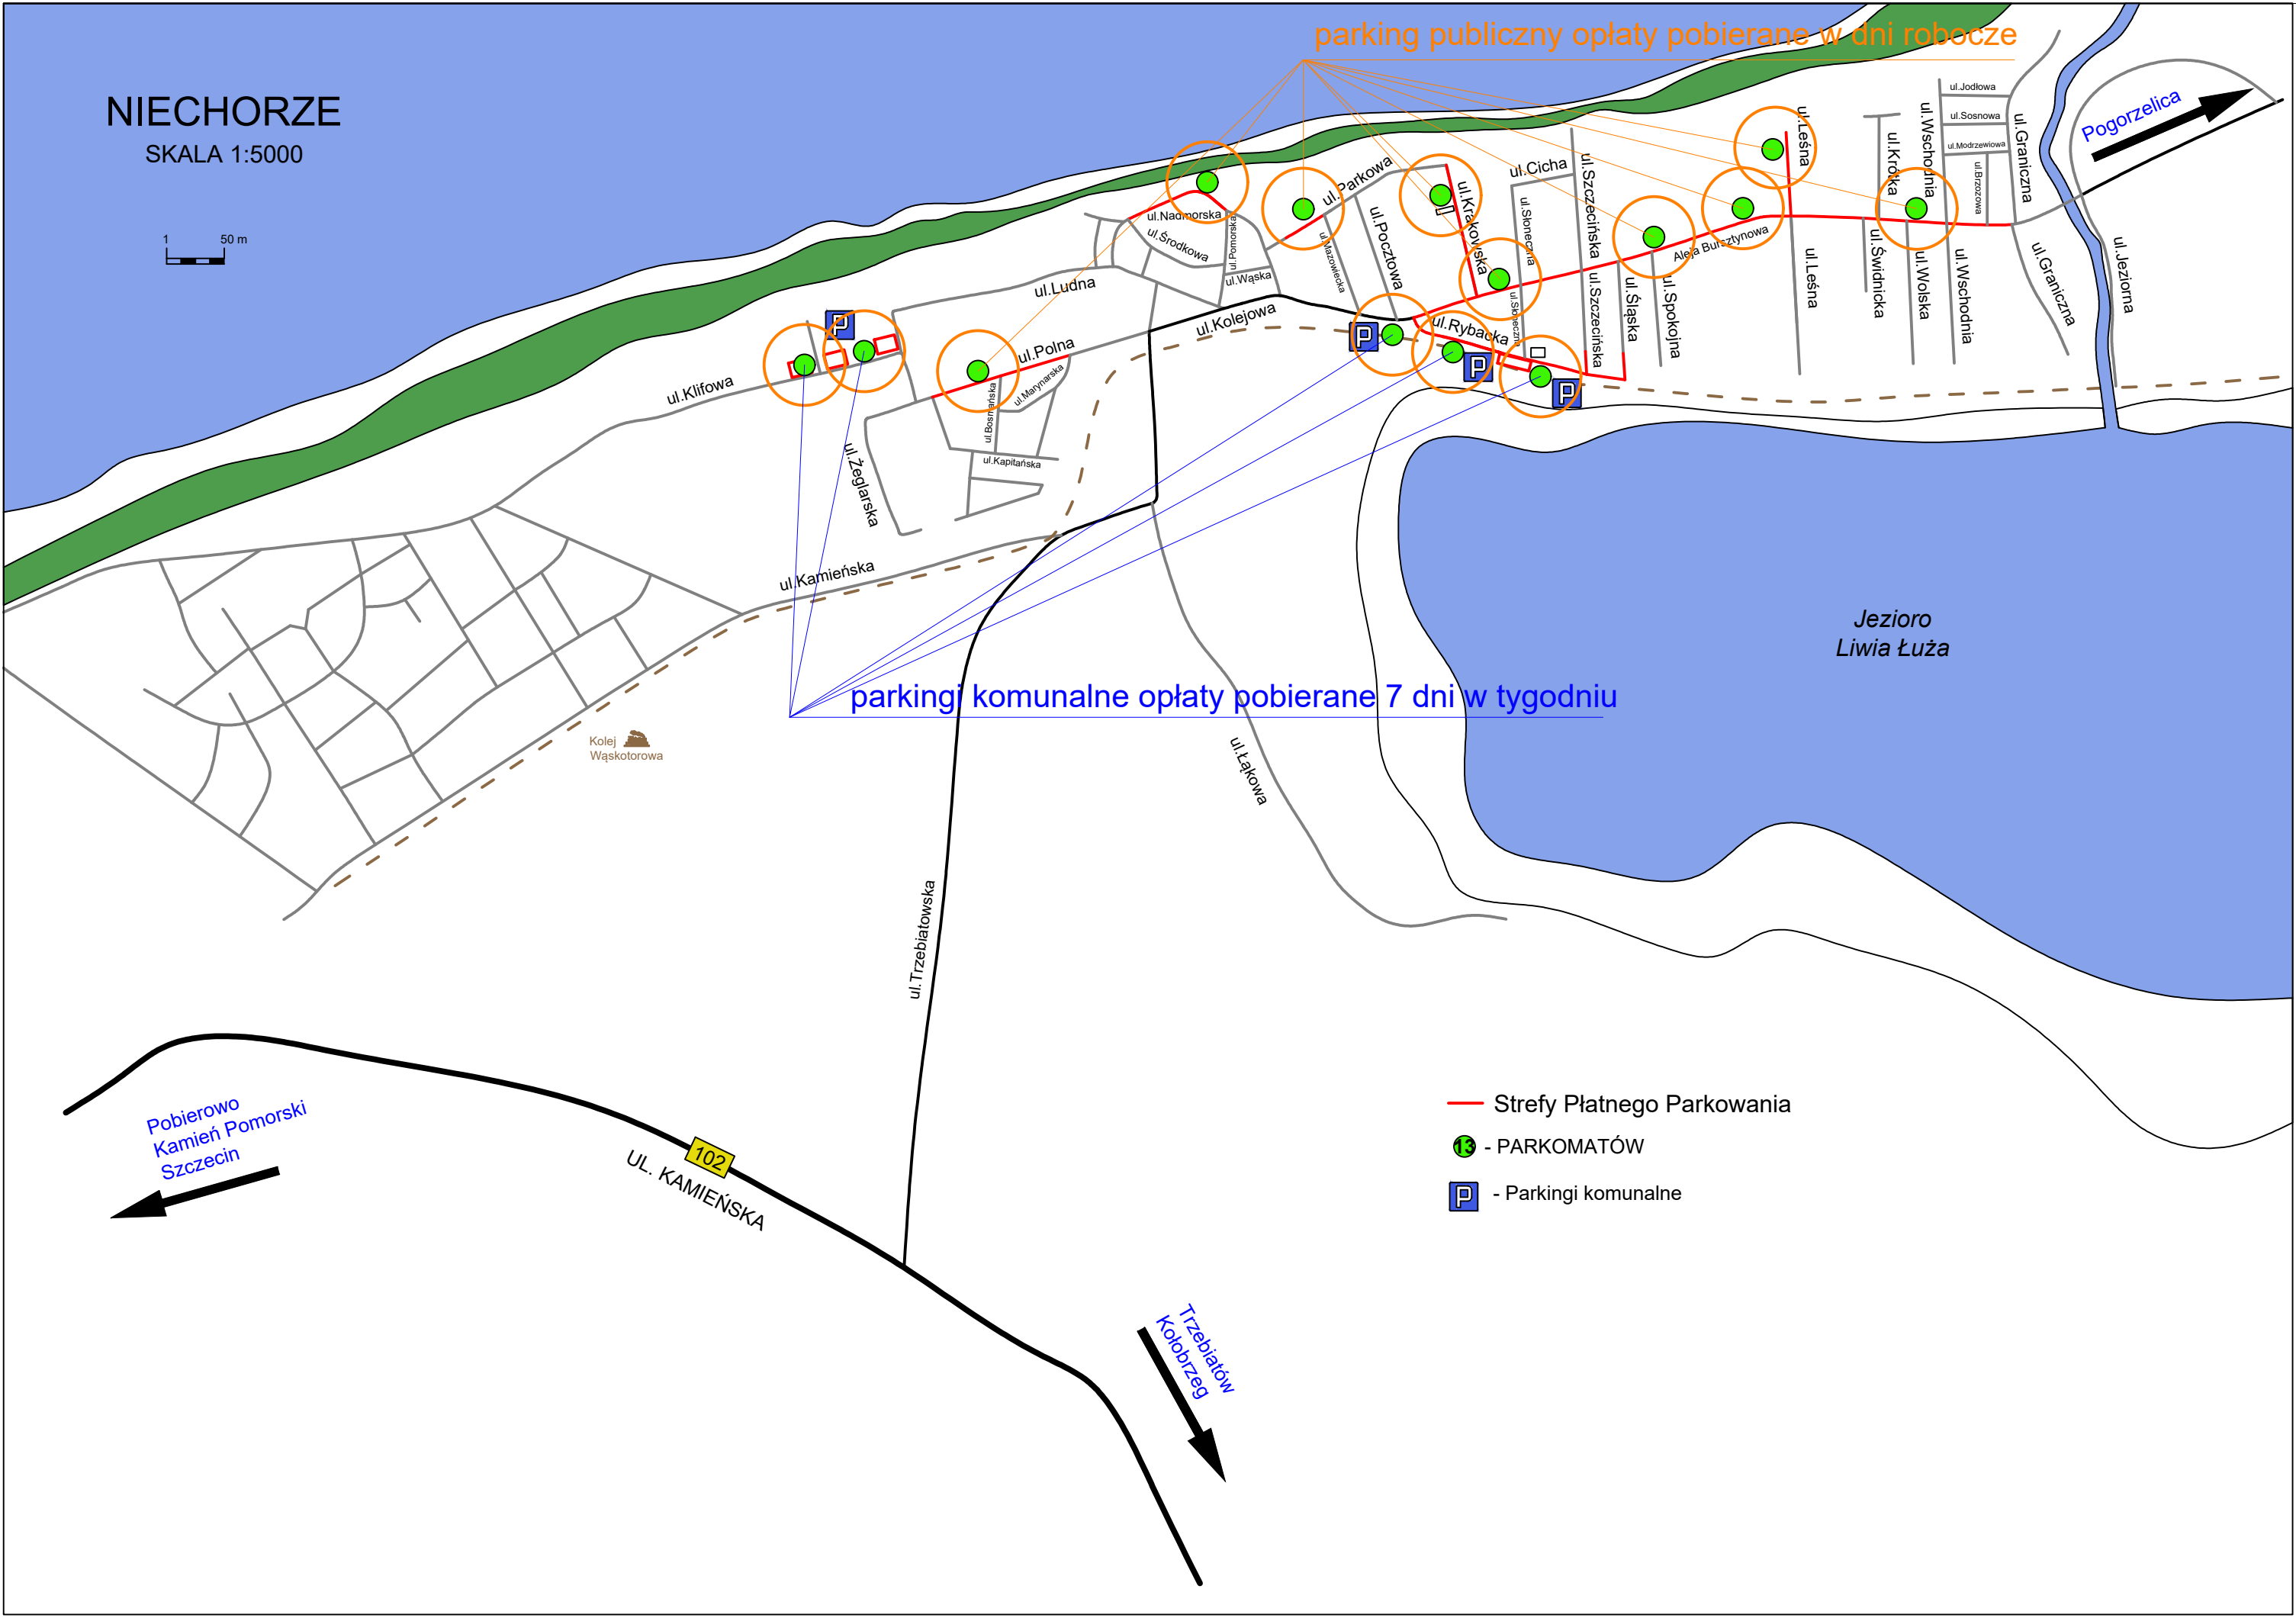 parking publiczny opłaty pobierane w dni robocze
NIECHORZE
SKALA 1:5000
1 50 m
Pogorzelica
ul.Jodłowa
ul.Sosnowa
ul.Modrzewiowa
ul.Brzozowa
ul.Graniczna
ul.Wschodnia
ul.Krótka
ul.Leśna
ul.Szczecińska
ul.Cicha
ul.Słoneczna
ul.Krakowska
ul.Parkowa
ul.Pocztowa
ul.Mazowiecka
ul.Nadmorska
ul.Środkowa
ul.Pomorska
ul.Wąska
ul.Ludna
ul.Kolejowa
ul.Rybacka
ul.Słoneczna
ul.Szczecińska
ul.Śląska
ul.Spokojna
Aleja Bursztynowa
ul.Leśna
ul.Świdnicka
ul.Wolska
ul.Wschodnia
ul.Graniczna
ul.Jeziorna
P
P
P
P
ul.Polna
ul.Klifowa
ul.Bosmańska
ul.Marynarska
ul.Kapitańska
ul.Żeglarska
ul.Kamieńska
Jezioro
Liwia Łuża
parkingi komunalne opłaty pobierane 7 dni w tygodniu
Kolej
Wąskotorowa
ul.Łąkowa
ul.Trzebiatowska
Pobierowo
Kamień Pomorski
Szczecin
102
UL. KAMIEŃSKA
Strefy Płatnego Parkowania
13 - PARKOMATÓW
P - Parkingi komunalne
Trzebiatów
Kołobrzeg